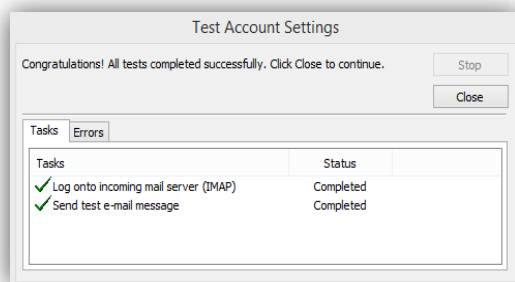 Test Account Settings
Congratulations! All tests completed successfully. Click Close to continue.
Stop
Close
Tasks Errors
Tasks Status
Log onto incoming mail server (IMAP) Completed
Send test e-mail message Completed